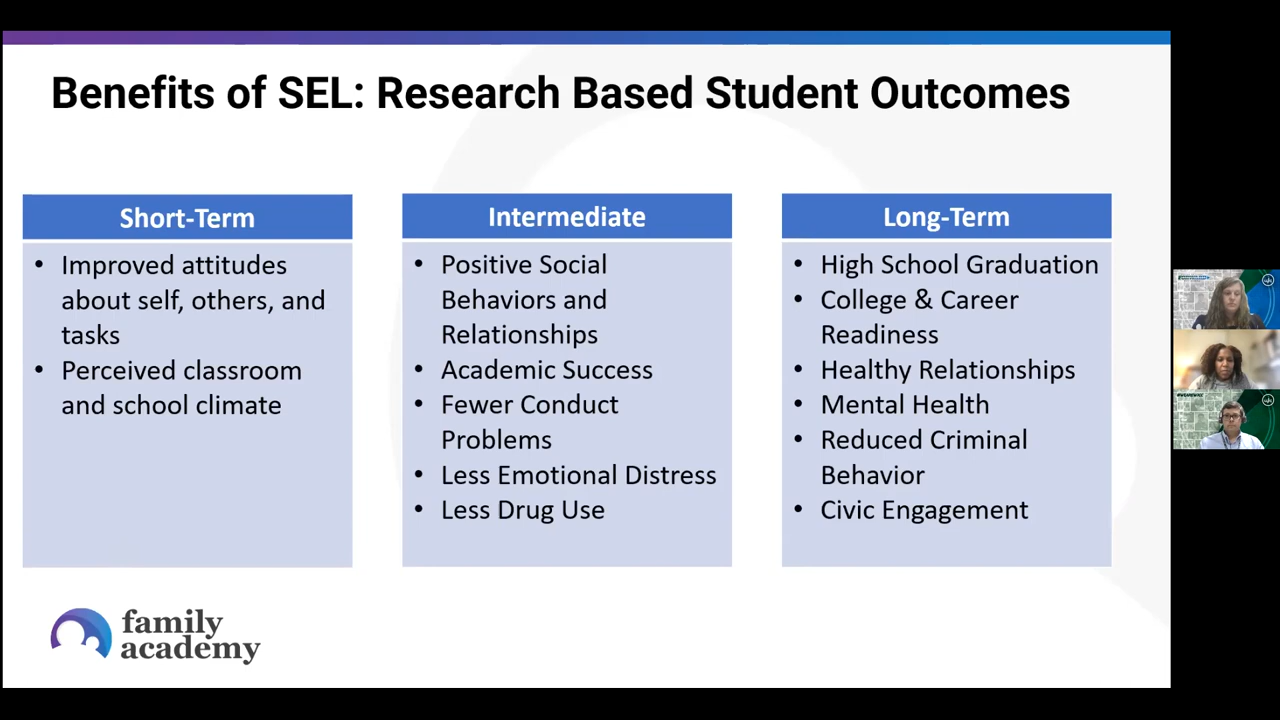 Benefits of SEL: Research Based Student Outcomes
Short-Term
• Improved attitudes
about self, others, and
tasks
• Perceived classroom
and school climate
Intermediate
• Positive Social
Behaviors and
Relationships
• Academic Success
• Fewer Conduct
Problems
• Less Emotional Distress
• Less Drug Use
Long-Term
• High School Graduation
• College & Career
Readiness
• Healthy Relationships
• Mental Health
• Reduced Criminal
Behavior
• Civic Engagement
family
academy